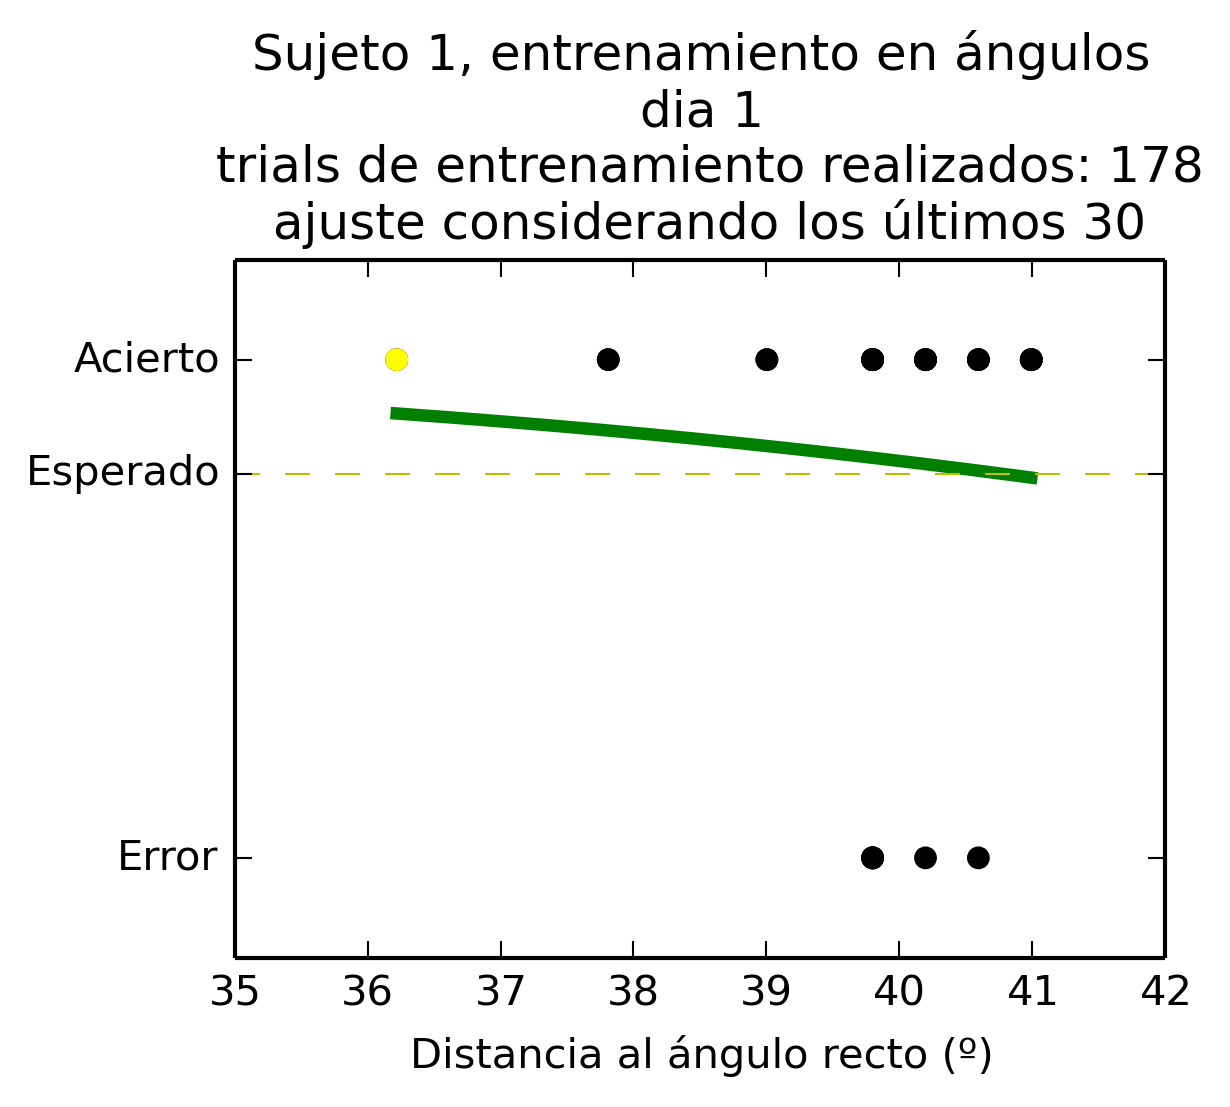 Sujeto 1, entrenamiento en ángulos
dia 1
trials de entrenamiento realizados: 178
ajuste considerando los últimos 30
Acierto
Esperado
Error
35 36 37 38 39 40 41 42
Distancia al ángulo recto (º)